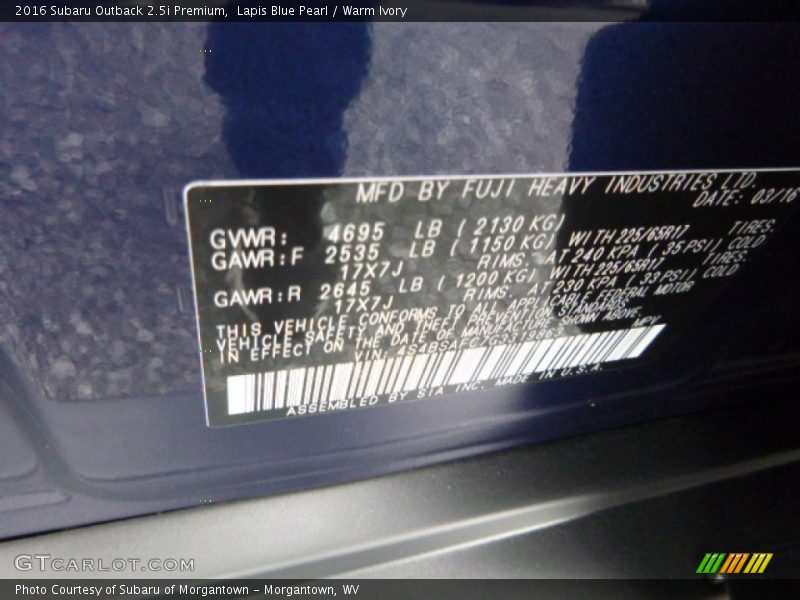 2016 Subaru Outback 2.5i Premium, Lapis Blue Pearl / Warm Ivory
MFD BY FUJI HEAVY INDUSTRIES LTD.
DATE: 03/16
GVWR: 4695 LB ( 2130 KG)
GAWR:F 2535 LB ( 1150 KG) WITH 225/65R17 TIRES.
17X7J RIMS. AT 240 KPA ( 35 PSI) COLD
GAWR:R 2645 LB ( 1200 KG) WITH 225/65R17 TIRES.
17X7J RIMS. AT 230 KPA ( 33 PSI) COLD
THIS VEHICLE CONFORMS TO ALL APPLICABLE FEDERAL MOTOR
VEHICLE SAFETY AND THEFT PREVENTION STANDARDS
IN EFFECT ON THE DATE OF MANUFACTURE SHOWN ABOVE.
VIN: MPV
ASSEMBLED BY SIA INC. MADE IN U.S.A.
GTCARLOT.COM
Photo Courtesy of Subaru of Morgantown - Morgantown, WV